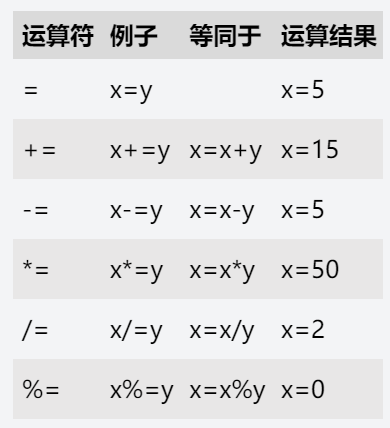 运算符 例子 等同于 运算结果
= x=y x=5
+= x+=y x=x+y x=15
-= x-=y x=x-y x=5
*= x*=y x=x*y x=50
/= x/=y x=x/y x=2
%= x%=y x=x%y x=0